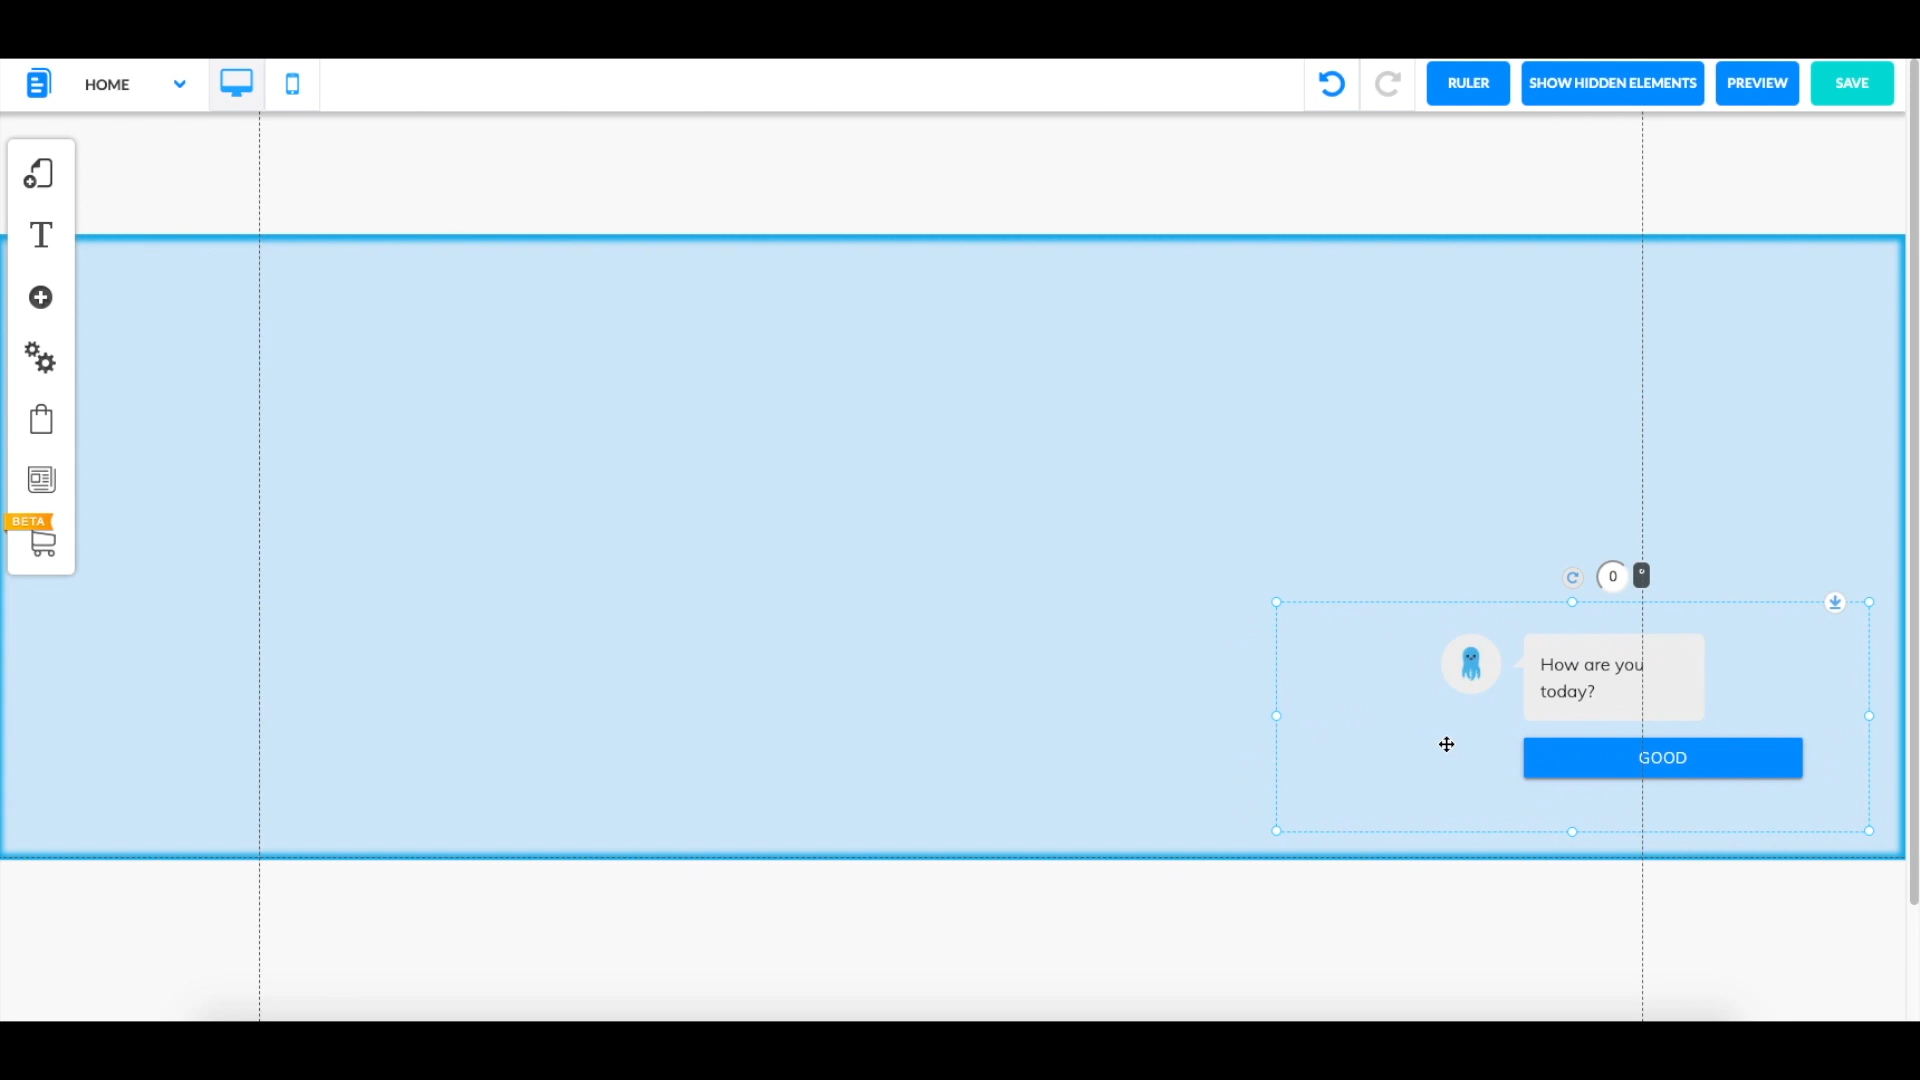 HOME
RULER
SHOW HIDDEN ELEMENTS
PREVIEW
SAVE
T
BETA
0
How are you
today?
GOOD